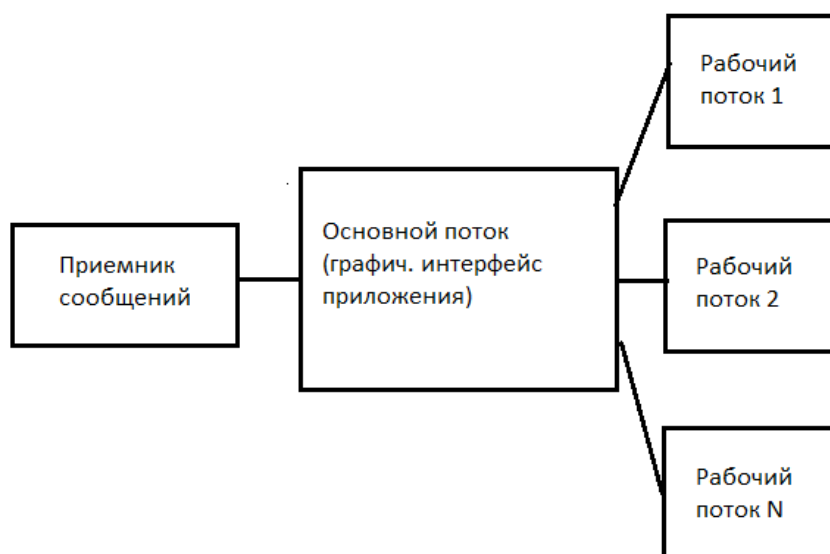 Приемник
сообщений
Основной поток
(графич. интерфейс
приложения)
Рабочий
поток 1
Рабочий
поток 2
Рабочий
поток N